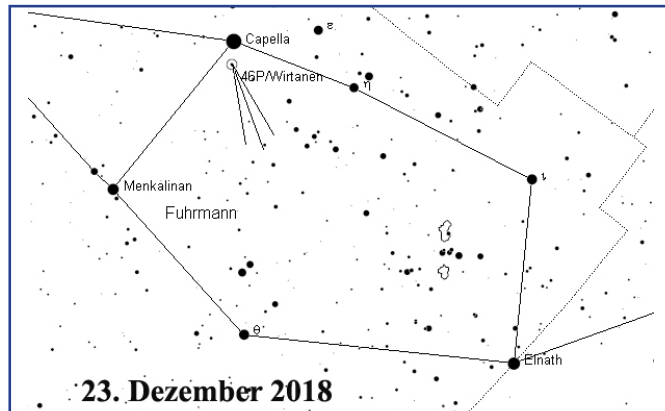 Capella
ε
46P/Wirtanen
η
ι
Menkalinan
Fuhrmann
θ
Elnath
23. Dezember 2018